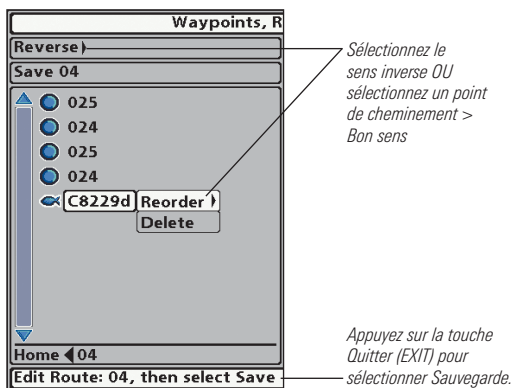 Waypoints, R
Reverse
Save 04
025
024
025
024
C8229d
Reorder
Delete
Home 04
Edit Route: 04, then select Save
Sélectionnez le
sens inverse OU
sélectionnez un point
de cheminement >
Bon sens
Appuyez sur la touche
Quitter (EXIT) pour
sélectionner Sauvegarde.